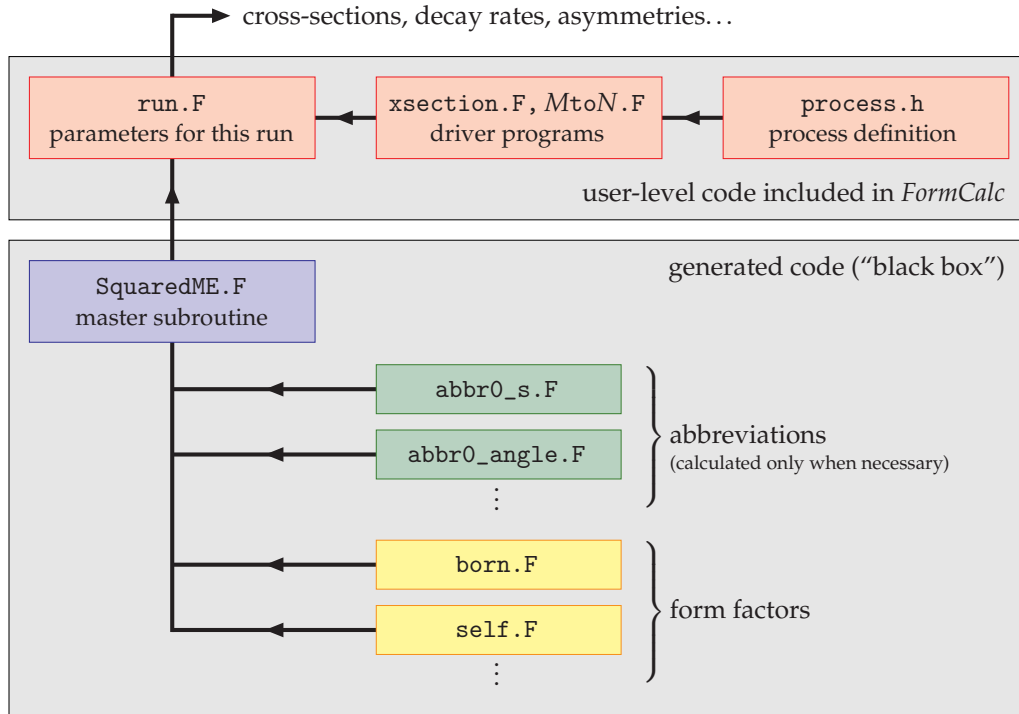 cross-sections, decay rates, asymmetries…
run.F
parameters for this run
xsection.F, MtoN.F
driver programs
process.h
process definition
user-level code included in FormCalc
generated code (“black box”)
SquaredME.F
master subroutine
abbr0_s.F
abbr0_angle.F
⋮
abbreviations
(calculated only when necessary)
born.F
self.F
⋮
form factors